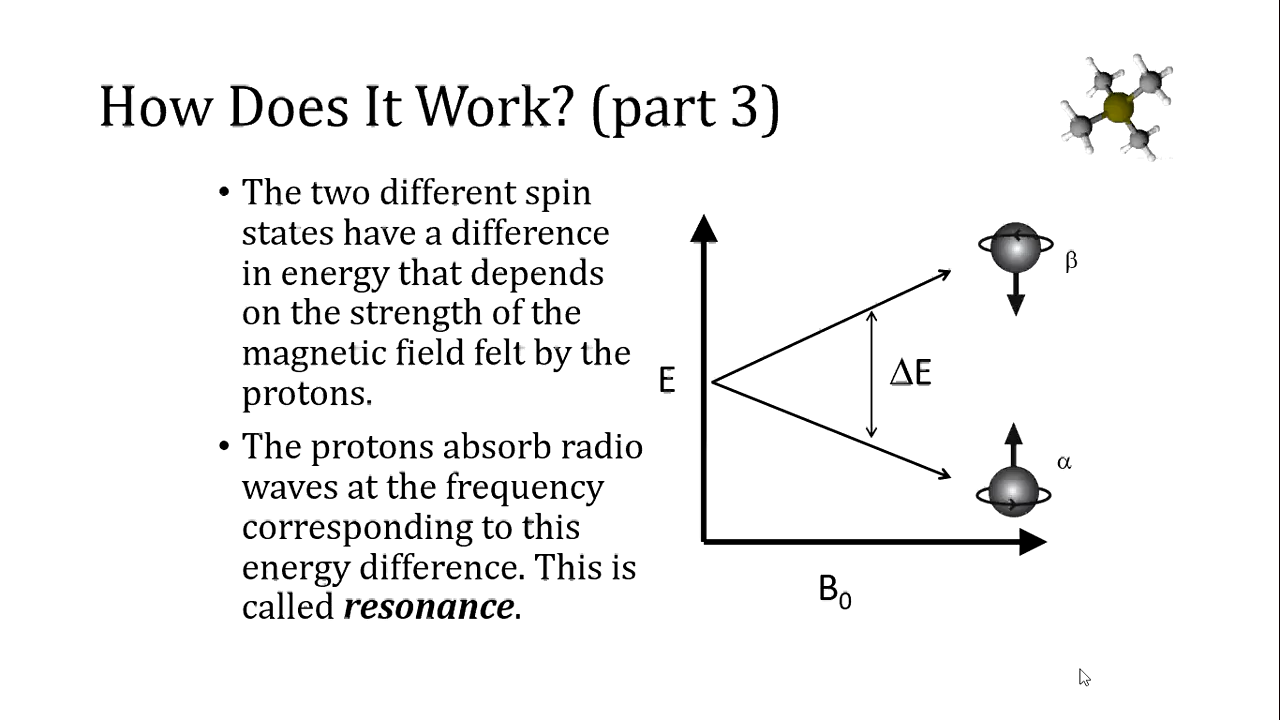 How Does It Work? (part 3)
• The two different spin
states have a difference
in energy that depends
on the strength of the
magnetic field felt by the
protons.
• The protons absorb radio
waves at the frequency
corresponding to this
energy difference. This is
called resonance.
E
ΔE
β
α
B₀